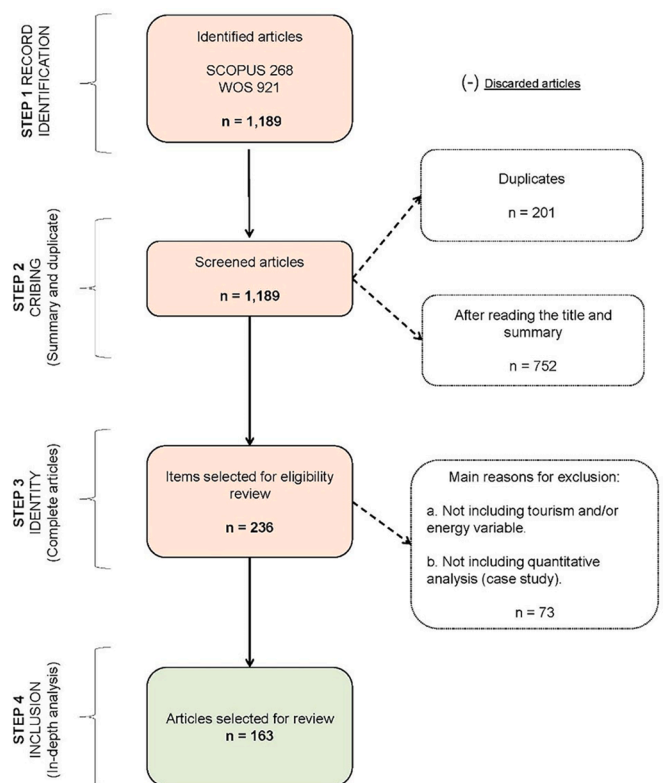 STEP 1 RECORD
IDENTIFICATION
Identified articles
SCOPUS 268
WOS 921
n = 1,189
(-) Discarded articles
Duplicates
n = 201
STEP 2
CRIBING
(Summary and duplicate)
Screened articles
n = 1,189
After reading the title and
summary
n = 752
STEP 3
IDENTITY
(Complete articles)
Items selected for eligibility
review
n = 236
Main reasons for exclusion:
a. Not including tourism and/or
energy variable.
b. Not including quantitative
analysis (case study).
n = 73
STEP 4
INCLUSION
(In-depth analysis)
Articles selected for review
n = 163